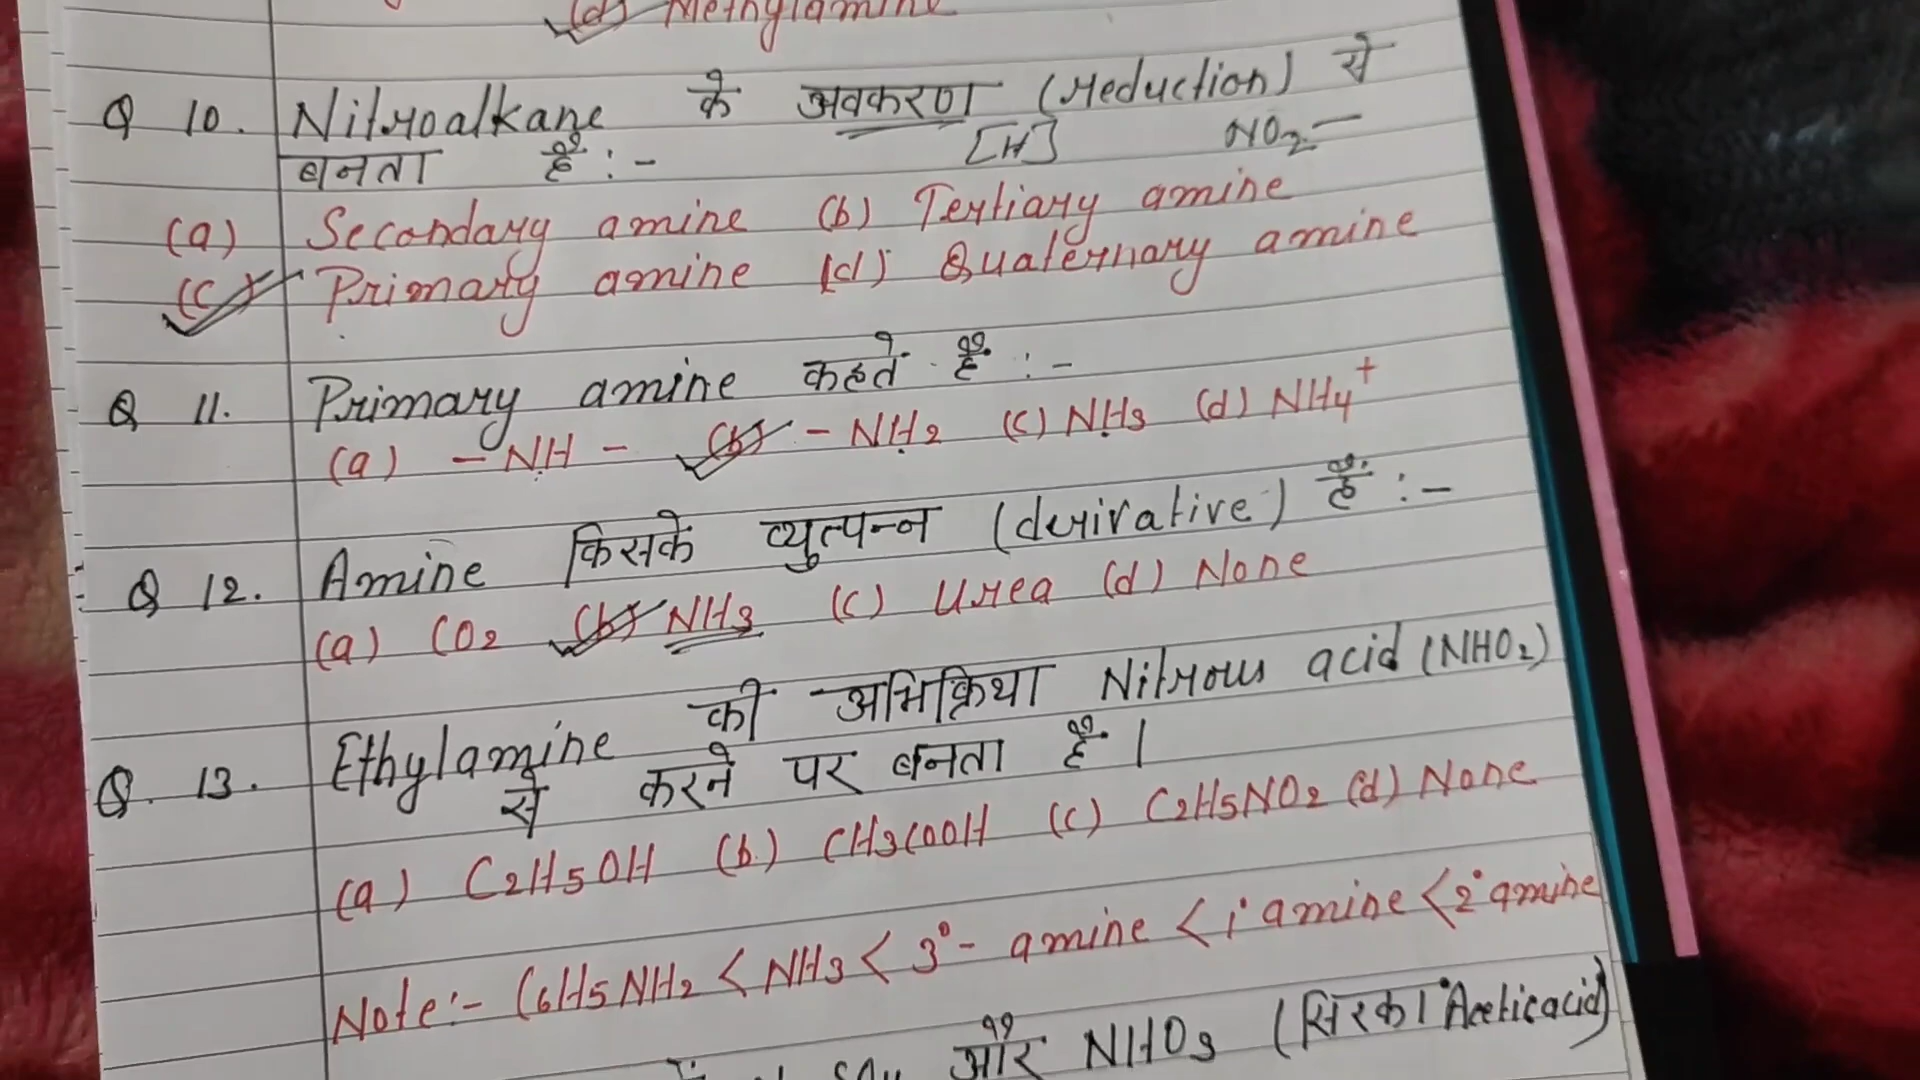 (d) Methylamine
Q 10. Nitroalkane के अवकरण (reduction) से
बनता है :- [H] NO2 –
(a) Secondary amine (b) Tertiary amine
(c) Primary amine (d) Quaternary amine
Q 11. Primary amine कहते है :-
(a) – NH – (b) – NH2 (c) NH3 (d) NH4+
Q 12. Amine किसके व्युत्पन्न (derivative) है :-
(a) CO2 (b) NH3 (c) Urea (d) None
Q. 13. Ethylamine की अभिक्रिया Nitrous acid (NHO2)
से करने पर बनता है ।
(a) C2H5OH (b.) CH3COOH (c) C2H5NO2 (d) None
Note:- C6H5NH2 < NH3 < 3°- amine < 1° amine < 2° amine
और NHO3 (सिरका Aceticacid)